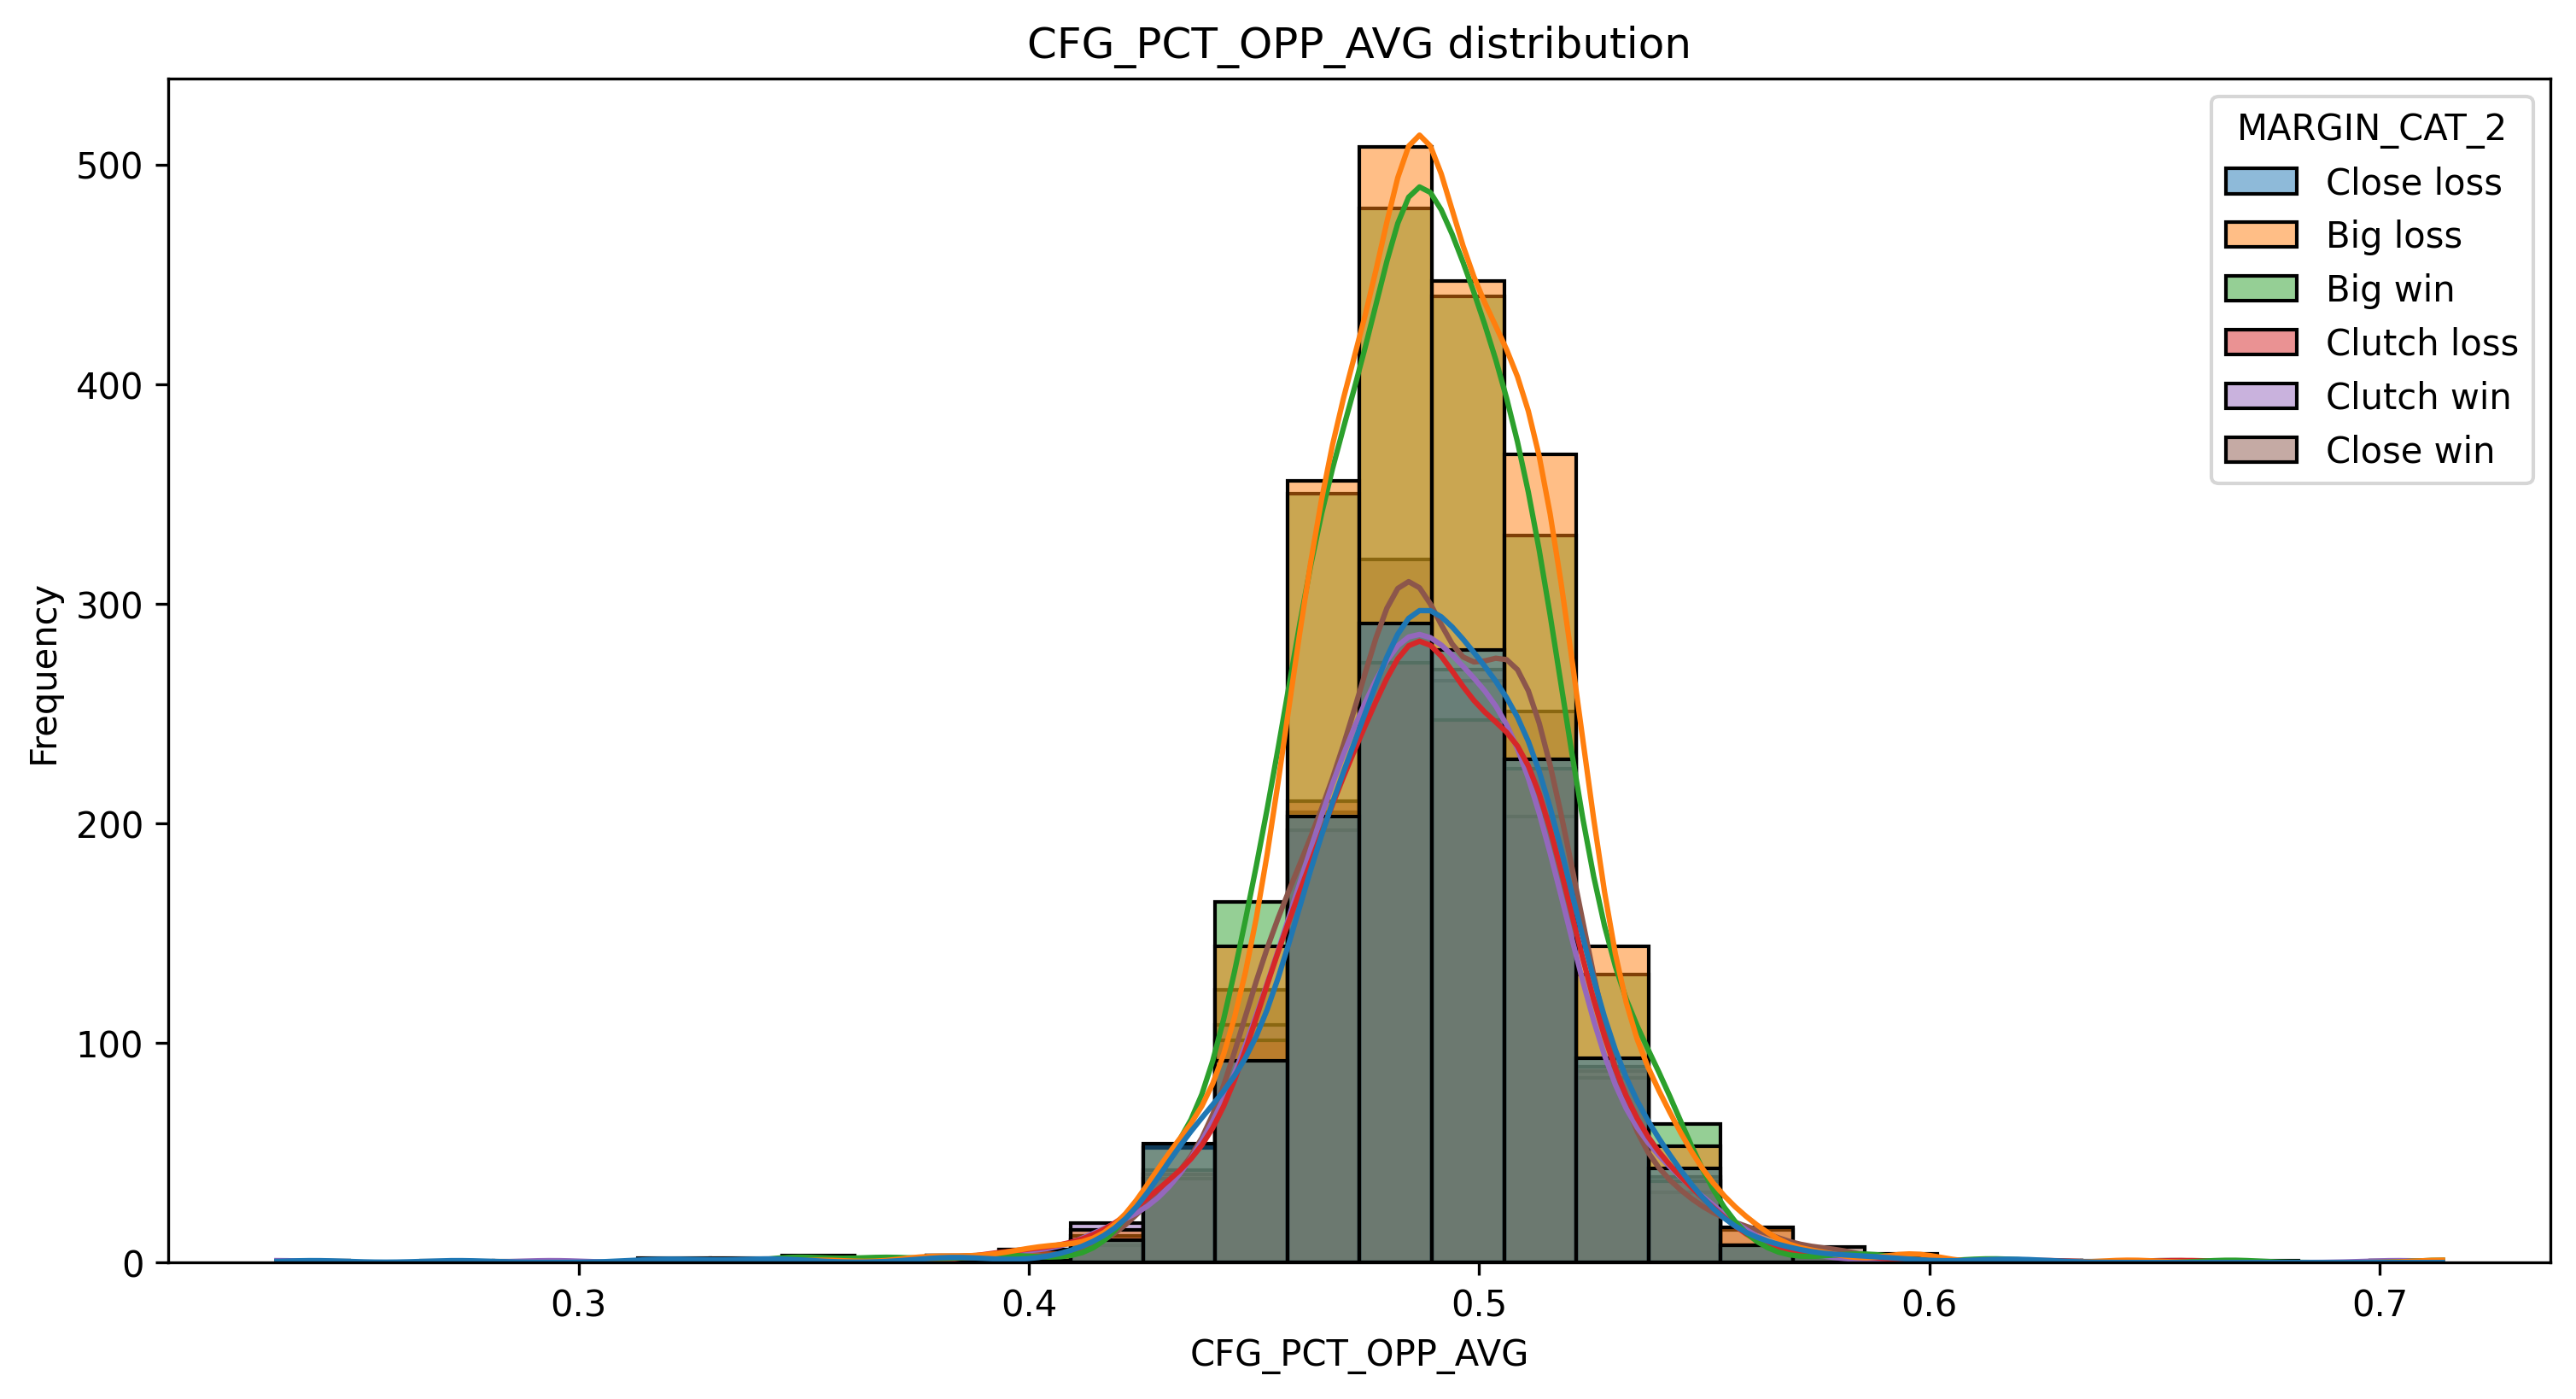 CFG_PCT_OPP_AVG distribution
MARGIN_CAT_2
Close loss
Big loss
Big win
Clutch loss
Clutch win
Close win
Frequency
500
400
300
200
100
0
0.3 0.4 0.5 0.6 0.7
CFG_PCT_OPP_AVG